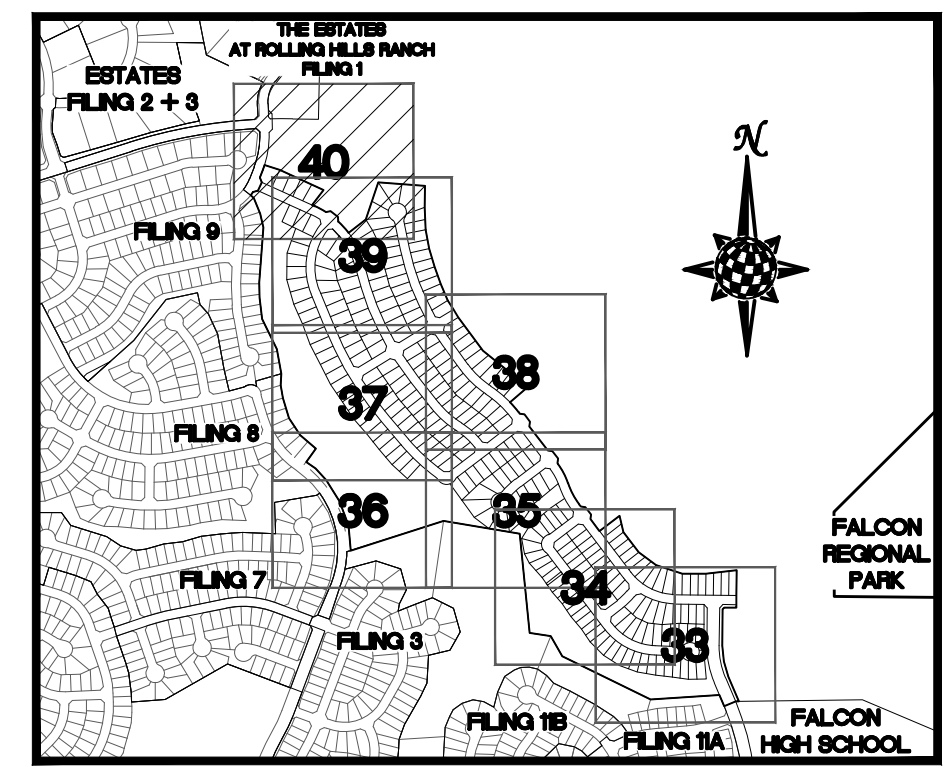 THE ESTATES
AT ROLLING HILLS RANCH
FILING 1
ESTATES
FILING 2 + 3
N
40
FILING 9
39
38
37
FILING 8
36
35
FALCON
REGIONAL
PARK
FILING 7
34
FILING 3
33
FILING 11B
FALCON
HIGH SCHOOL
FILING 11A